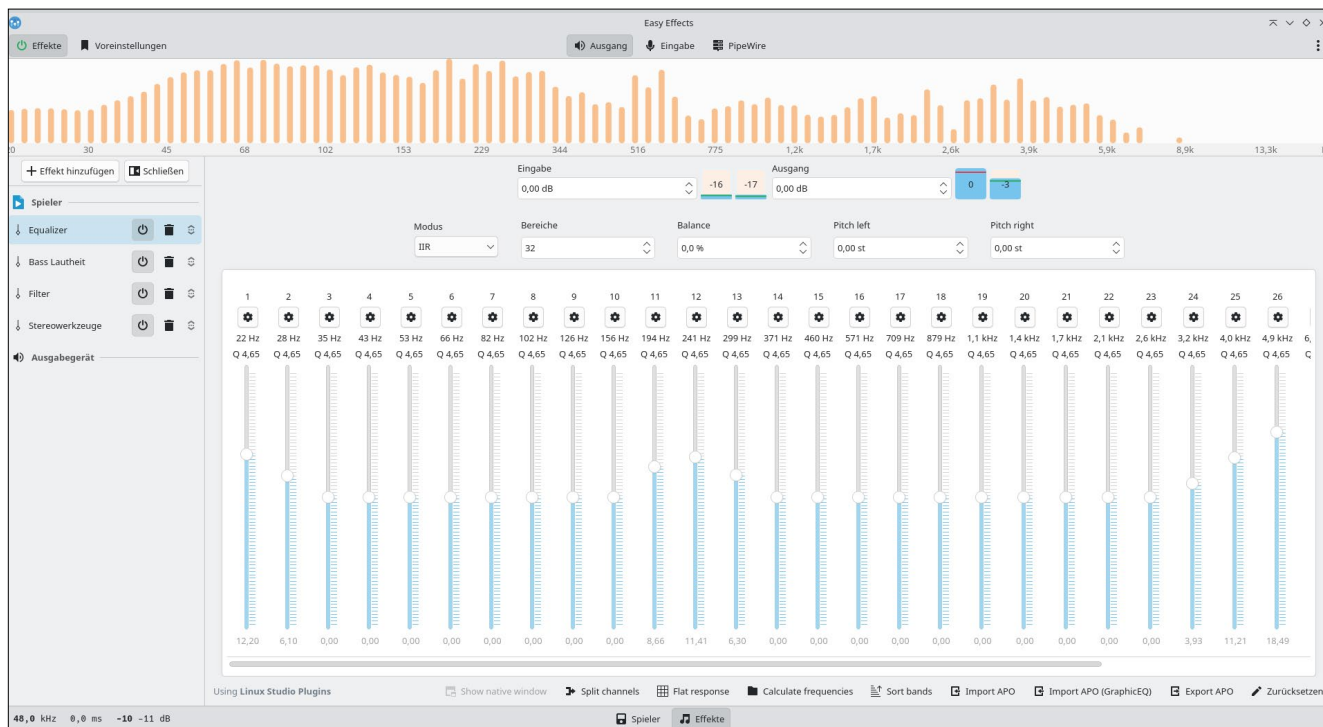 Easy Effects
Effekte Voreinstellungen Ausgang Eingabe PipeWire
30 45 68 102 153 229 344 516 775 1,2k 1,7k 2,6k 3,9k 5,9k 8,9k 13,3k
Effekt hinzufügen Schließen
Spieler
Equalizer
Bass Lautheit
Filter
Stereowerkzeuge
Ausgabegerät
Eingabe Ausgang
0,00 dB -16 -17 0,00 dB 0 -3
Modus Bereiche Balance Pitch left Pitch right
IIR 32 0,0 % 0,00 st 0,00 st
1 2 3 4 5 6 7 8 9 10 11 12 13 14 15 16 17 18 19 20 21 22 23 24 25 26
22 Hz 28 Hz 35 Hz 43 Hz 53 Hz 66 Hz 82 Hz 102 Hz 126 Hz 156 Hz 194 Hz 241 Hz 299 Hz 371 Hz 460 Hz 571 Hz 709 Hz 879 Hz 1,1 kHz 1,4 kHz 1,7 kHz 2,1 kHz 2,6 kHz 3,2 kHz 4,0 kHz 4,9 kHz 6,
Q 4,65 Q 4,65 Q 4,65 Q 4,65 Q 4,65 Q 4,65 Q 4,65 Q 4,65 Q 4,65 Q 4,65 Q 4,65 Q 4,65 Q 4,65 Q 4,65 Q 4,65 Q 4,65 Q 4,65 Q 4,65 Q 4,65 Q 4,65 Q 4,65 Q 4,65 Q 4,65 Q 4,65 Q 4,65 Q 4,65
12,20 6,10 0,00 0,00 0,00 0,00 0,00 0,00 0,00 0,00 8,66 11,41 6,30 0,00 0,00 0,00 0,00 0,00 0,00 0,00 0,00 0,00 0,00 3,93 11,21 18,49
Using Linux Studio Plugins Show native window Split channels Flat response Calculate frequencies Sort bands Import APO Import APO (GraphicEQ) Export APO Zurücksetzen
48,0 kHz 0,0 ms -10 -11 dB Spieler Effekte